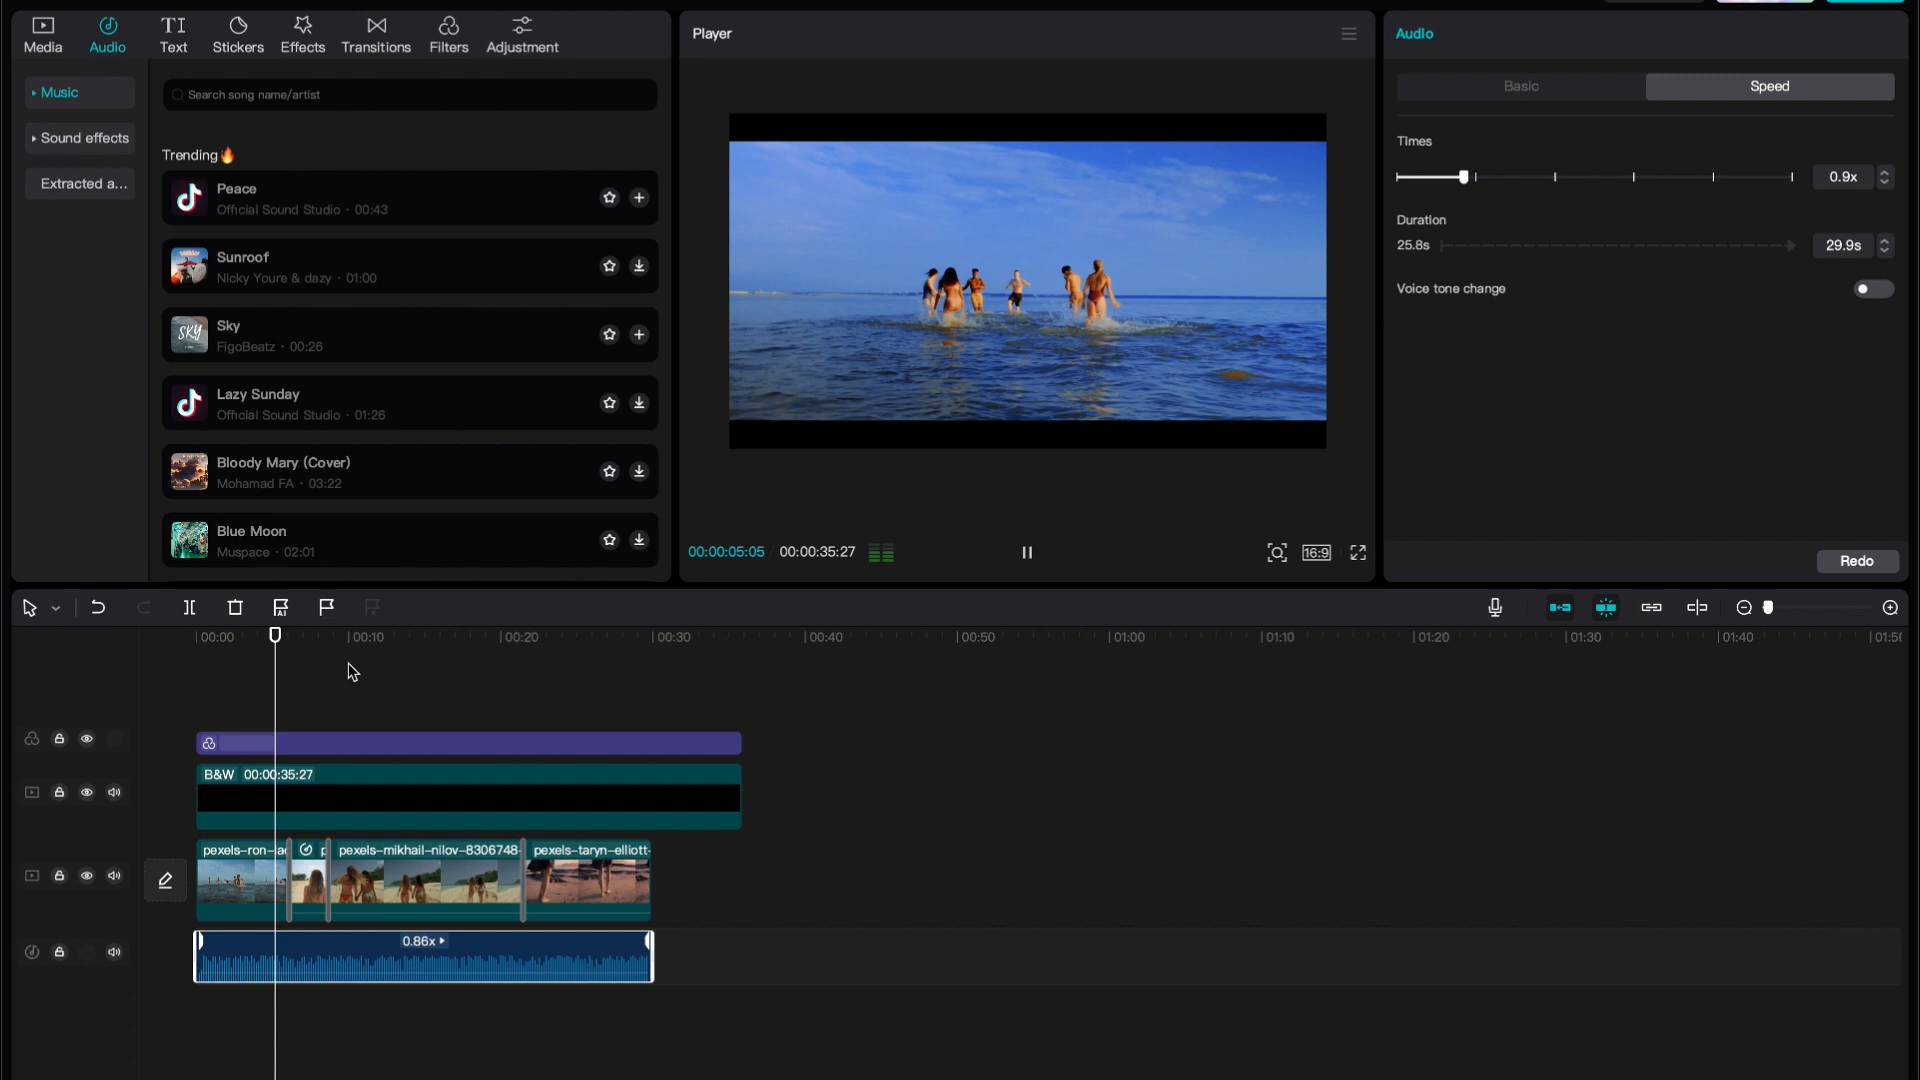 Media
Audio
Text
Stickers
Effects
Transitions
Filters
Adjustment
Music
Sound effects
Extracted a...
Search song name/artist
Trending🔥
Peace
Official Sound Studio · 00:43
Sunroof
Nicky Youre & dazy · 01:00
SKY
Sky
FigoBeatz · 00:26
Lazy Sunday
Official Sound Studio · 01:26
Bloody Mary (Cover)
Mohamad FA · 03:22
Blue Moon
Muspace · 02:01
Player
00:00:05:05
00:00:35:27
16:9
Audio
Basic
Speed
Times
0.9x
Duration
25.8s
29.9s
Voice tone change
Redo
AI
00:00
00:10
00:20
00:30
00:40
00:50
01:00
01:10
01:20
01:30
01:40
B&W 00:00:35:27
pexels-ron-
pexels-mikhail-nilov-8306748-
pexels-taryn-elliott-
0.86x